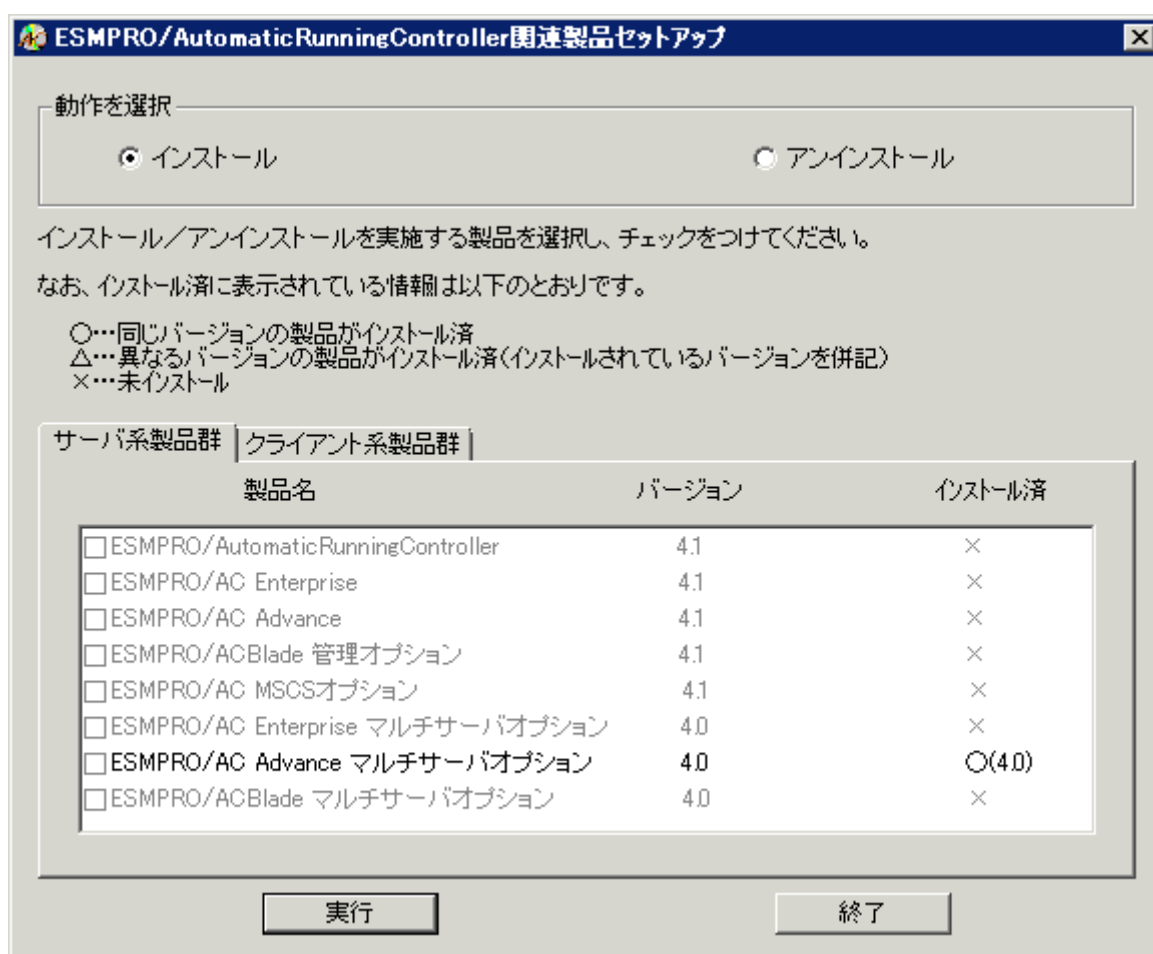 ESMPRO/AutomaticRunningController関連製品セットアップ
動作を選択
インストール アンインストール
インストール／アンインストールを実施する製品を選択し、チェックをつけてください。
なお、インストール済に表示されている情報は以下のとおりです。
○…同じバージョンの製品がインストール済
△…異なるバージョンの製品がインストール済(インストールされているバージョンを併記)
×…未インストール
サーバ系製品群 クライアント系製品群
製品名 バージョン インストール済
ESMPRO/AutomaticRunningController 4.1 ×
ESMPRO/AC Enterprise 4.1 ×
ESMPRO/AC Advance 4.1 ×
ESMPRO/ACBlade 管理オプション 4.1 ×
ESMPRO/AC MSCSオプション 4.1 ×
ESMPRO/AC Enterprise マルチサーバオプション 4.0 ×
ESMPRO/AC Advance マルチサーバオプション 4.0 ○(4.0)
ESMPRO/ACBlade マルチサーバオプション 4.0 ×
実行 終了